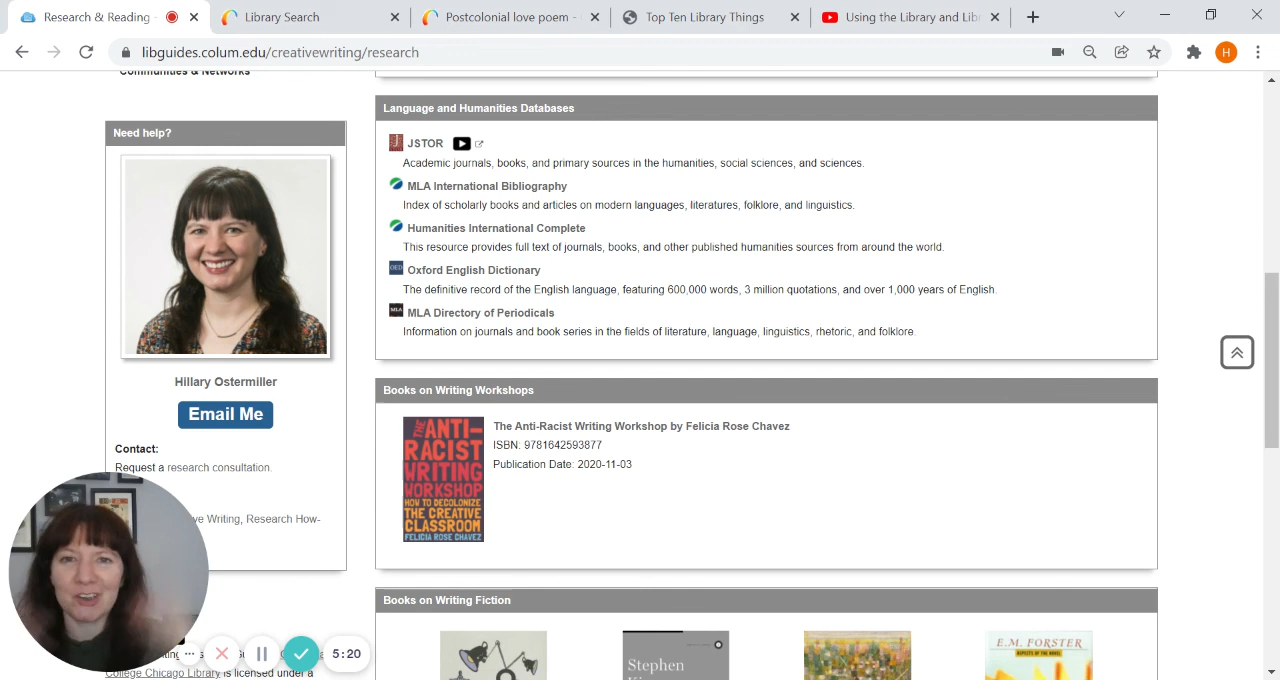 Research & Reading -
Library Search
Postcolonial love poem -
Top Ten Library Things
Using the Library and Lib
libguides.colum.edu/creativewriting/research
H
Communities & Networks
Need help?
Hillary Ostermiller
Email Me
Contact:
Request a research consultation.
ve Writing, Research How-
College Chicago Library is licensed under a
5:20
Language and Humanities Databases
JSTOR
Academic journals, books, and primary sources in the humanities, social sciences, and sciences.
MLA International Bibliography
Index of scholarly books and articles on modern languages, literatures, folklore, and linguistics.
Humanities International Complete
This resource provides full text of journals, books, and other published humanities sources from around the world.
OED Oxford English Dictionary
The definitive record of the English language, featuring 600,000 words, 3 million quotations, and over 1,000 years of English.
MLA MLA Directory of Periodicals
Information on journals and book series in the fields of literature, language, linguistics, rhetoric, and folklore.
Books on Writing Workshops
THE ANTI-
RACIST
WRITING
WORKSHOP
HOW TO DECOLONIZE
THE CREATIVE
CLASSROOM
FELICIA ROSE CHAVEZ
The Anti-Racist Writing Workshop by Felicia Rose Chavez
ISBN: 9781642593877
Publication Date: 2020-11-03
Books on Writing Fiction
Stephen
E.M. FORSTER
ASPECTS OF THE NOVEL